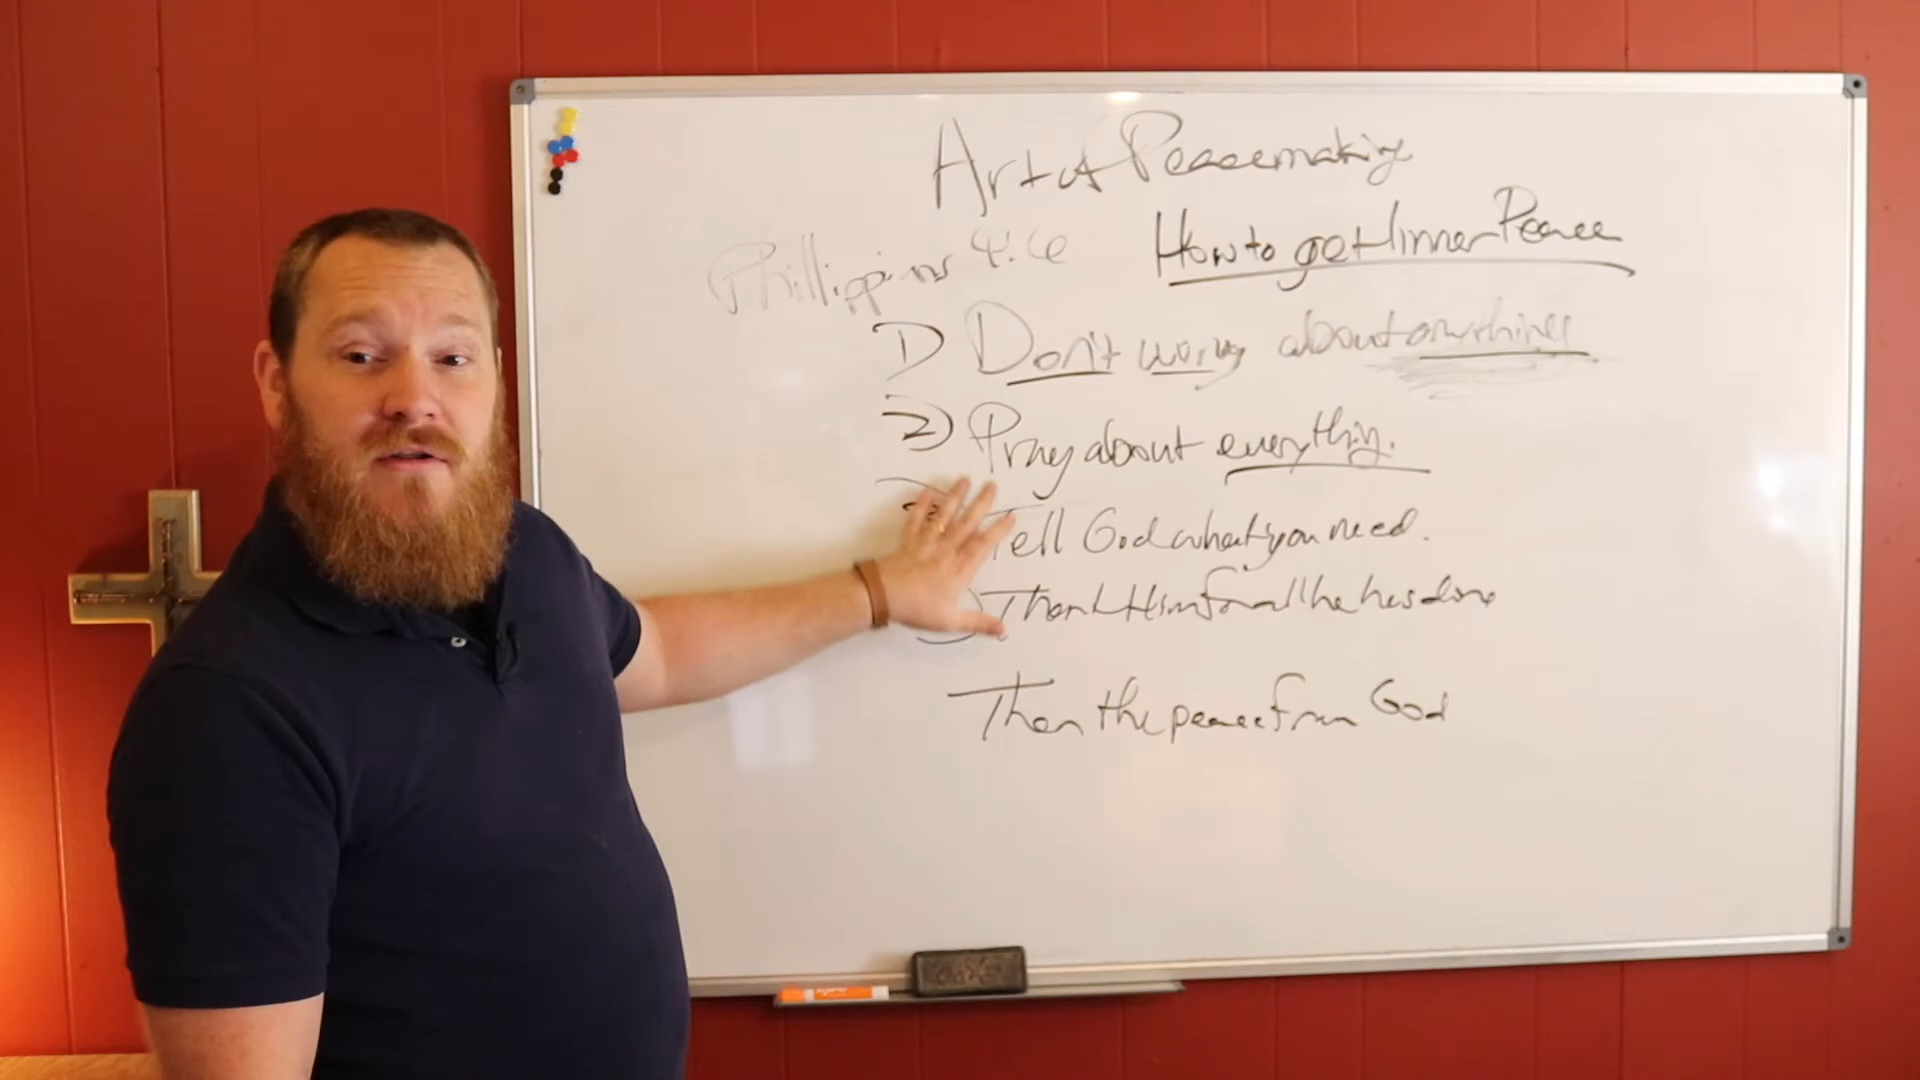 Art of Peacemaking
How to get Inner Peace
Phillippians 4:6
1) Don't worry about anything
2) Pray about everything.
3) Tell God what you need.
) Thank Him for all he has done
Then the peace from God